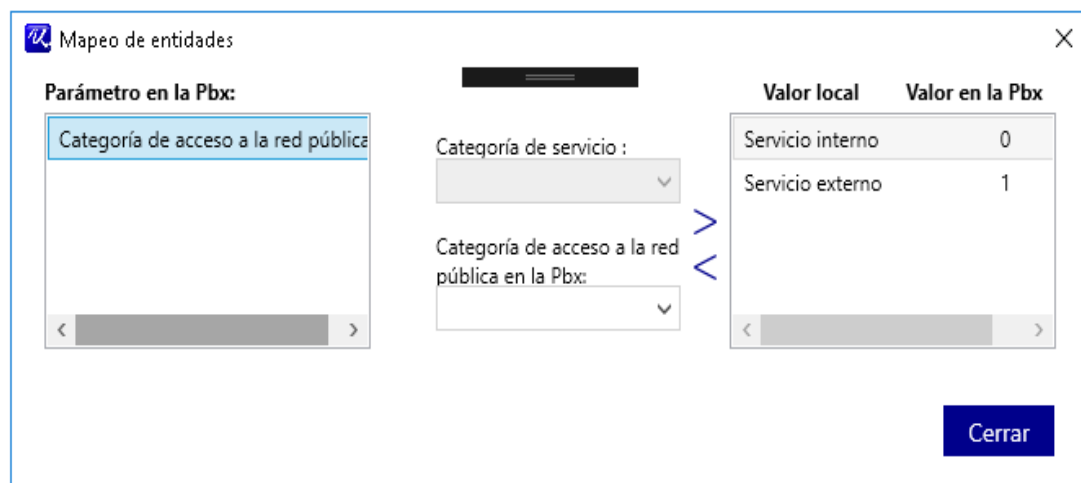 Mapeo de entidades
Parámetro en la Pbx:
Categoría de acceso a la red pública
Categoría de servicio :
Categoría de acceso a la red
pública en la Pbx:
>
<
Valor local Valor en la Pbx
Servicio interno 0
Servicio externo 1
Cerrar